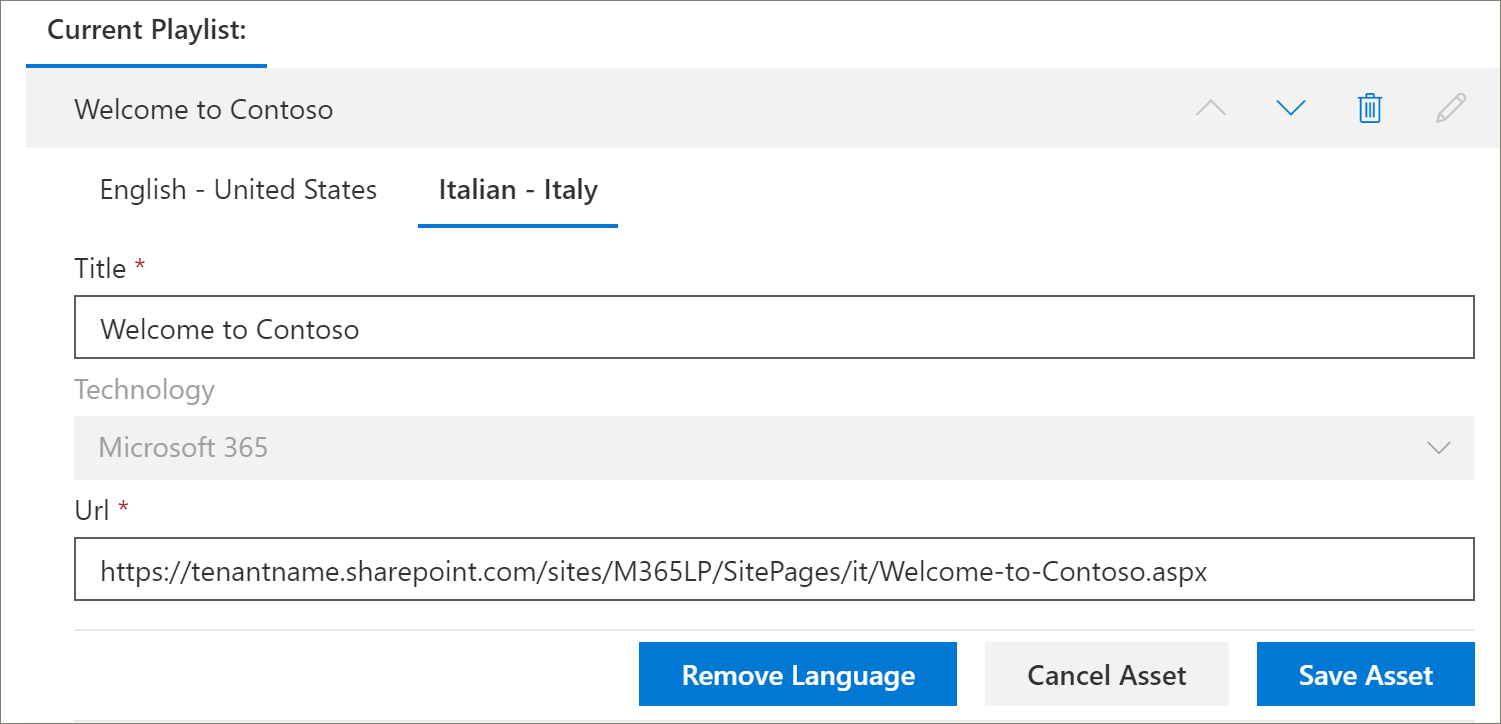 Current Playlist:
Welcome to Contoso
English - United States Italian - Italy
Title *
Welcome to Contoso
Technology
Microsoft 365
Url *
https://tenantname.sharepoint.com/sites/M365LP/SitePages/it/Welcome-to-Contoso.aspx
Remove Language Cancel Asset Save Asset